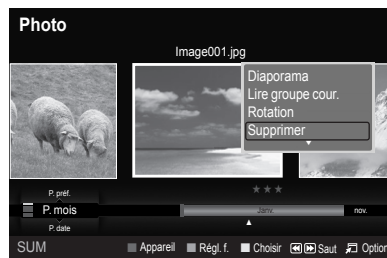 Photo
Image001.jpg
Diaporama
Lire groupe cour.
Rotation
Supprimer
P. préf.
P. mois
Janv.
nov.
P. date
SUM
Appareil
Régl. f.
Choisir
Saut
Option